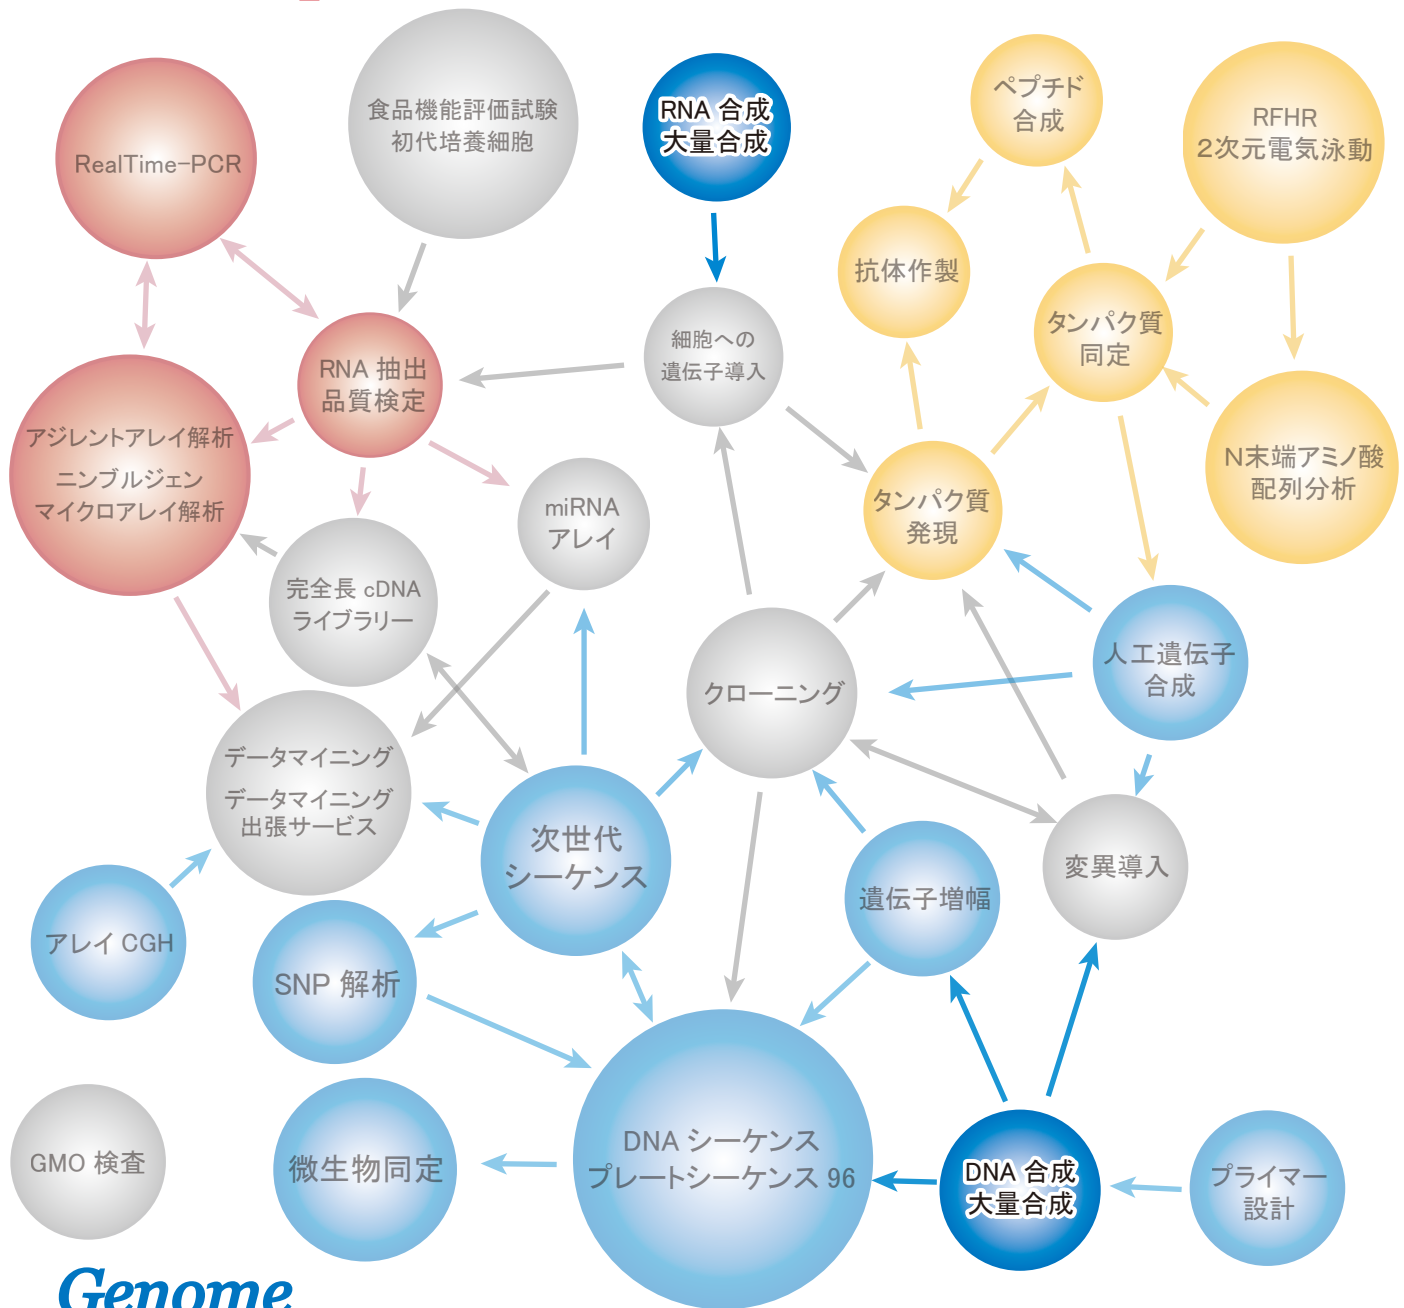 RealTime-PCR
食品機能評価試験
初代培養細胞
RNA 合成
大量合成
ペプチド
合成
RFHR
2次元電気泳動
抗体作製
タンパク質
同定
細胞への
遺伝子導入
RNA 抽出
品質検定
アジレントアレイ解析
ニンブルジェン
マイクロアレイ解析
N末端アミノ酸
配列分析
miRNA
アレイ
タンパク質
発現
完全長 cDNA
ライブラリー
人工遺伝子
合成
クローニング
データマイニング
データマイニング
出張サービス
次世代
シーケンス
変異導入
遺伝子増幅
アレイ CGH
SNP 解析
GMO 検査
微生物同定
DNA シーケンス
プレートシーケンス 96
DNA 合成
大量合成
プライマー
設計
Genome